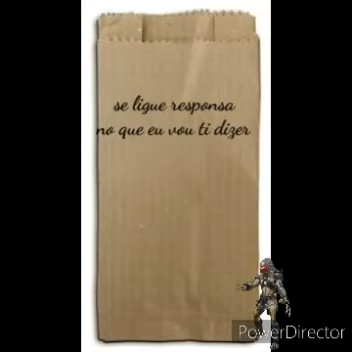 se ligue responsa
no que eu vou ti dizer
PowerDirector